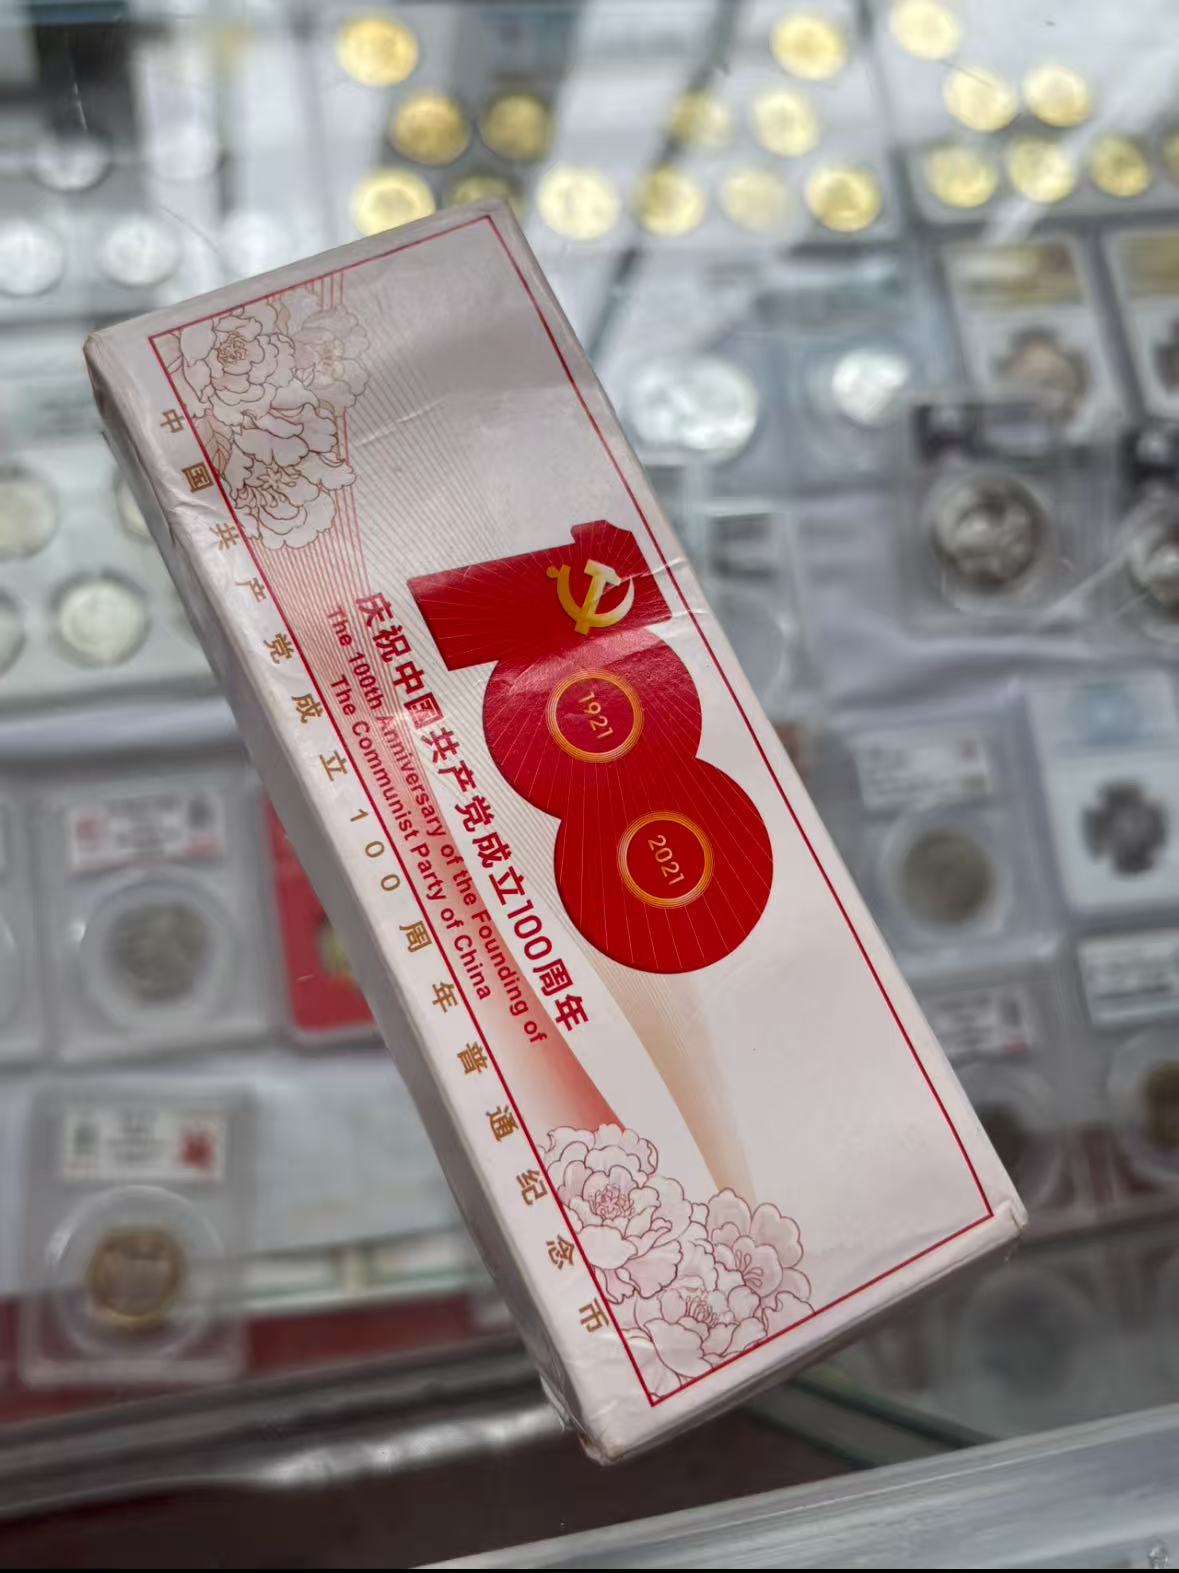 1921
2021
庆祝中国共产党成立100周年
The 100th Anniversary of the Founding of
The Communist Party of China
中国共产党成立100周年普通纪念币